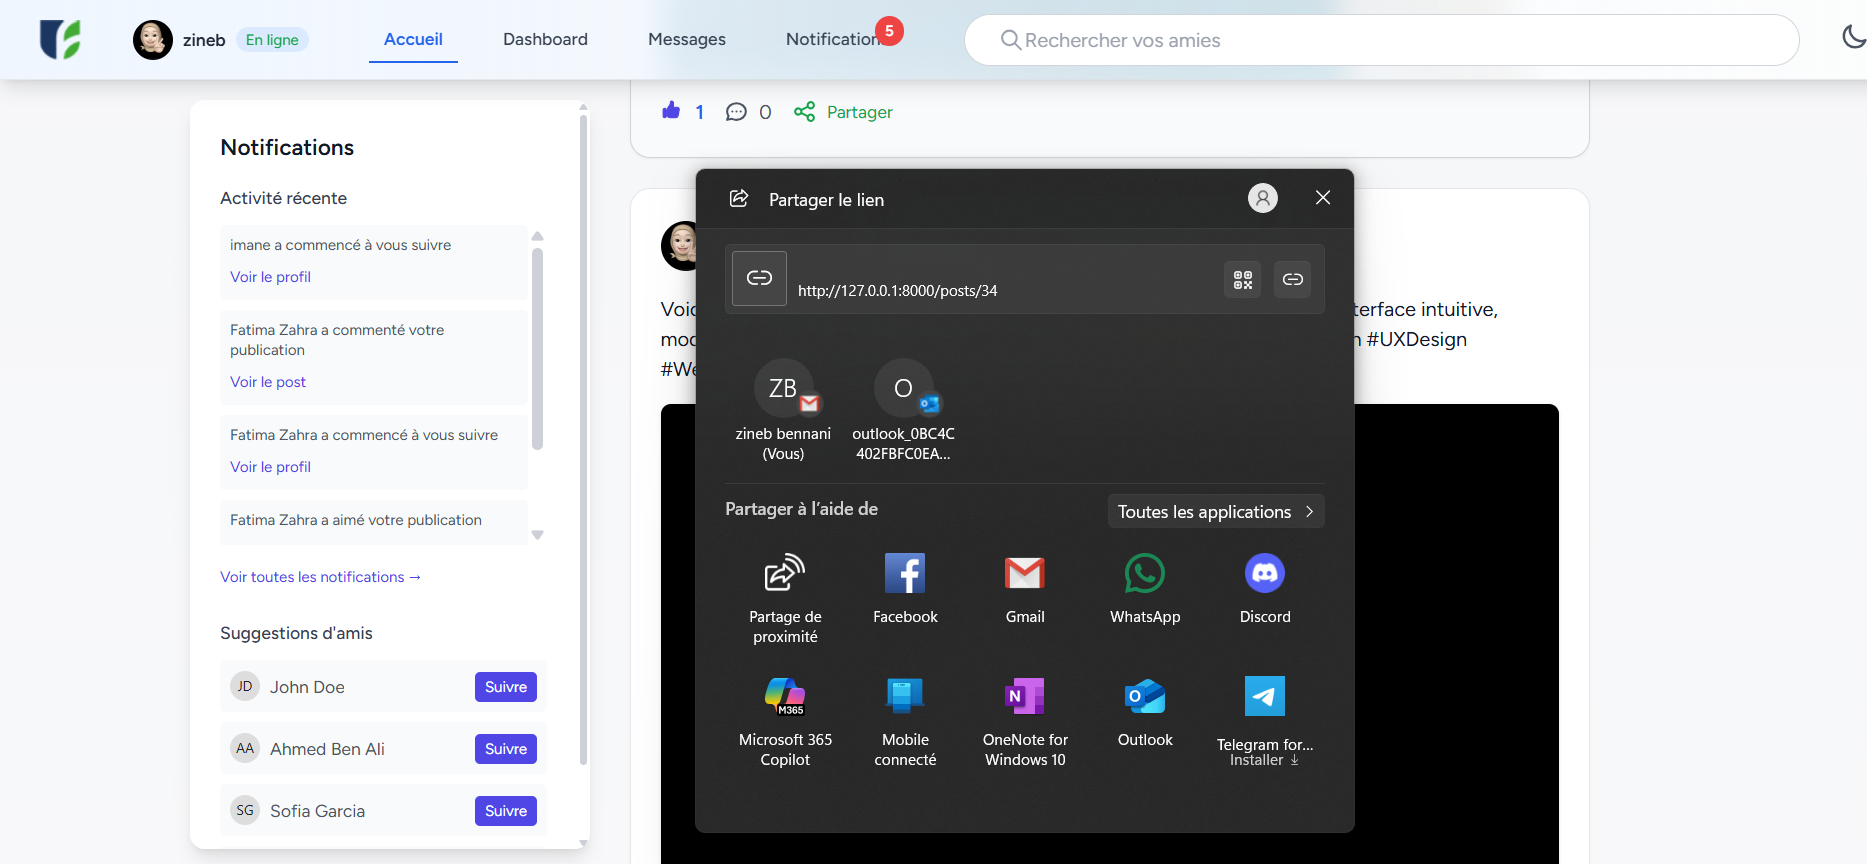 zineb
En ligne
Accueil
Dashboard
Messages
Notification
5
Rechercher vos amies
Notifications
Activité récente
imane a commencé à vous suivre
Voir le profil
Fatima Zahra a commenté votre
publication
Voir le post
Fatima Zahra a commencé à vous suivre
Voir le profil
Fatima Zahra a aimé votre publication
Voir toutes les notifications →
Suggestions d'amis
JD
John Doe
Suivre
AA
Ahmed Ben Ali
Suivre
SG
Sofia Garcia
Suivre
1
0
Partager
intuitive,
#UXDesign
Partager le lien
http://127.0.0.1:8000/posts/34
ZB
zineb bennani
(Vous)
O
outlook_0BC4C
402FBFC0EA...
Partager à l'aide de
Toutes les applications
Partage de
proximité
Facebook
Gmail
WhatsApp
Discord
M365
Microsoft 365
Copilot
Mobile
connecté
N
OneNote for
Windows 10
Outlook
Telegram for...
Installer